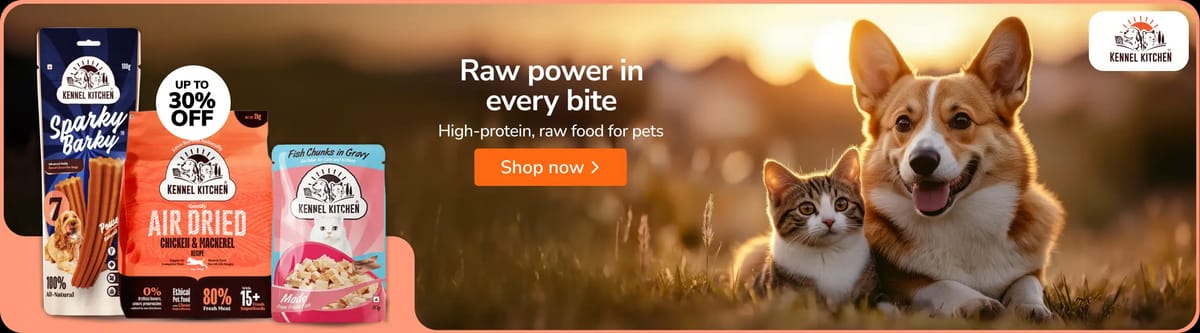 KENNEL KITCHEN
100g
Sparky
Barky
7
100%
All-Natural
UP TO
30%
OFF
KENNEL KITCHEN
Gently
AIR DRIED
CHICKEN & MACKEREL
RECIPE
0%
Ethical
Pet food
80%
Fresh Meat
15+
Fish Chunks in Gravy
KENNEL KITCHEN
Made
Raw power in
every bite
High-protein, raw food for pets
Shop now >
KENNEL KITCHEN